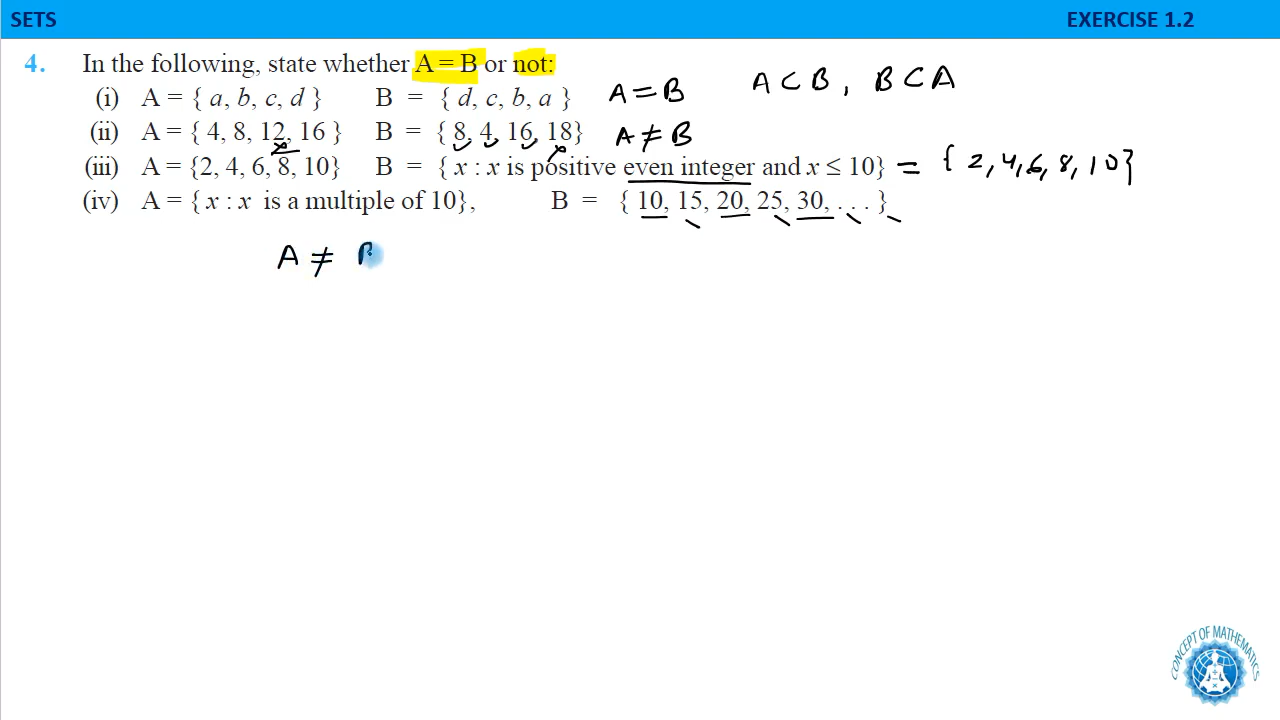 SETS EXERCISE 1.2
4. In the following, state whether A = B or not:
(i) A = { a, b, c, d } B = { d, c, b, a } A = B A ⊂ B, B ⊂ A
(ii) A = { 4, 8, 12, 16 } B = { 8, 4, 16, 18} A ≠ B
(iii) A = {2, 4, 6, 8, 10} B = { x : x is positive even integer and x ≤ 10} = { 2, 4, 6, 8, 10}
(iv) A = { x : x is a multiple of 10}, B = { 10, 15, 20, 25, 30, . . . }
A ≠ B
CONCEPT OF MATHEMATICS